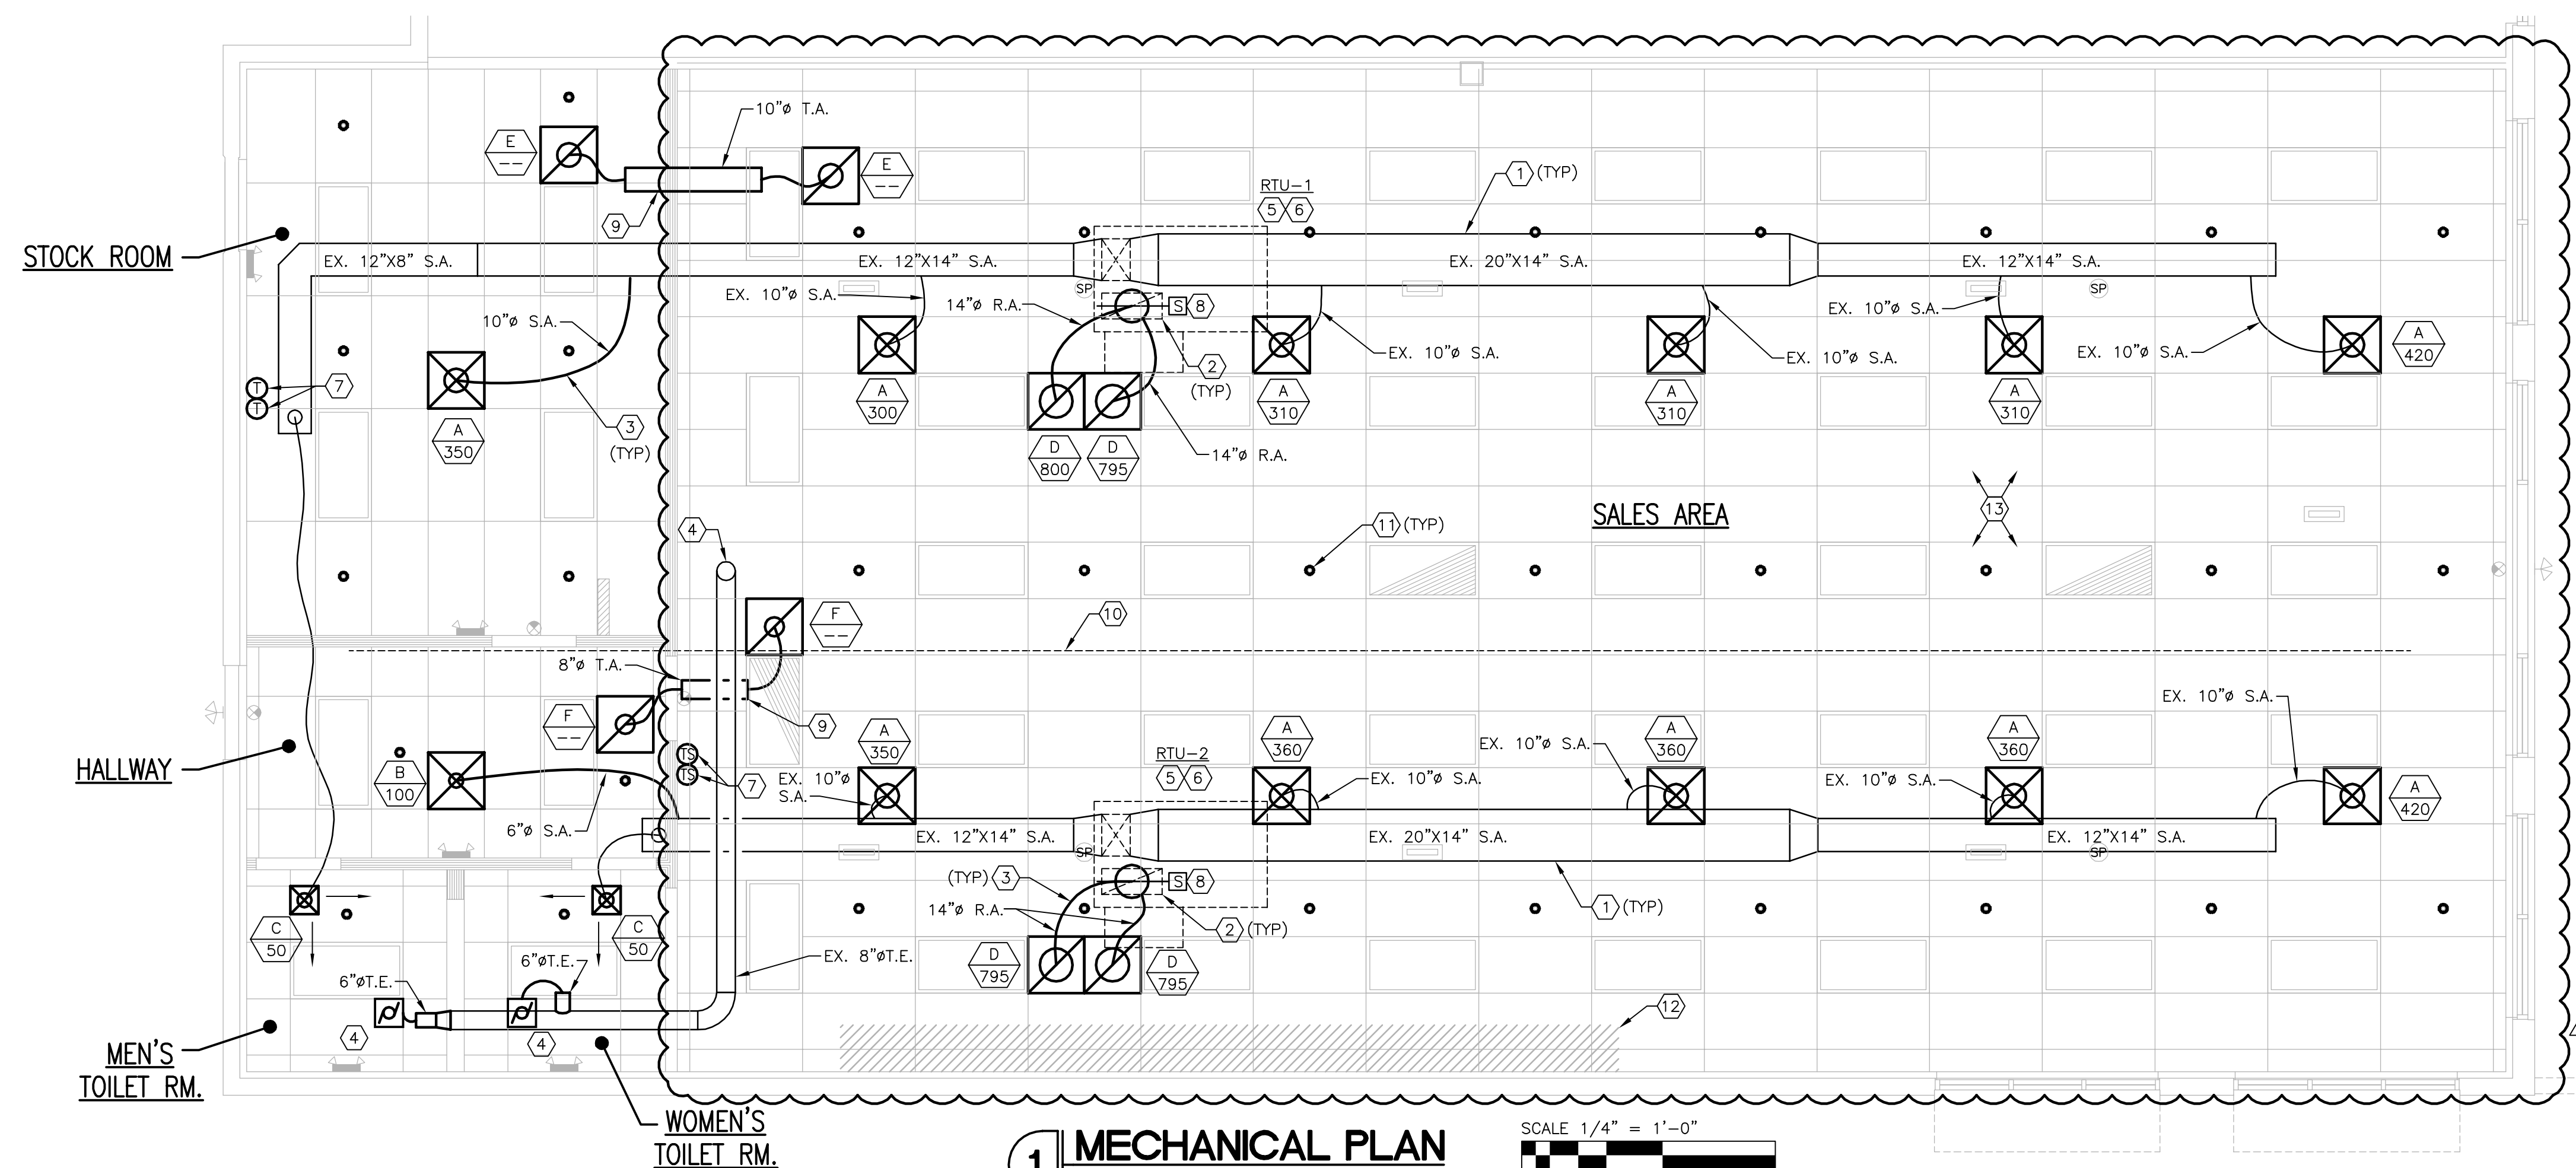 10"ø T.A.
E
--
E
--
9
RTU-1
5
6
1
(TYP)
STOCK ROOM
EX. 12"X8" S.A.
EX. 12"X14" S.A.
EX. 20"X14" S.A.
EX. 12"X14" S.A.
SP
SP
EX. 10"ø S.A.
14"ø R.A.
S
8
EX. 10"ø S.A.
10"ø S.A.
EX. 10"ø S.A.
EX. 10"ø S.A.
EX. 10"ø S.A.
A
420
2
(TYP)
T
T
7
A
300
A
310
A
310
A
310
3
(TYP)
A
350
14"ø R.A.
D
800
D
795
SALES AREA
13
4
11
(TYP)
10
F
--
8"ø T.A.
9
F
--
EX. 10"ø S.A.
A
350
RTU-2
5
6
A
360
EX. 10"ø S.A.
A
360
A
360
HALLWAY
B
100
TS
TS
7
EX. 10"ø
S.A.
EX. 10"ø S.A.
EX. 10"ø S.A.
A
420
6"ø S.A.
EX. 12"X14" S.A.
EX. 20"X14" S.A.
EX. 12"X14" S.A.
SP
SP
(TYP)
3
S
8
14"ø R.A.
2
(TYP)
1
(TYP)
C
50
C
50
EX. 8"øT.E.
D
795
D
795
6"øT.E.
6"øT.E.
12
4
4
MEN'S
TOILET RM.
WOMEN'S
TOILET RM.
1
MECHANICAL PLAN
SCALE 1/4" = 1'-0"